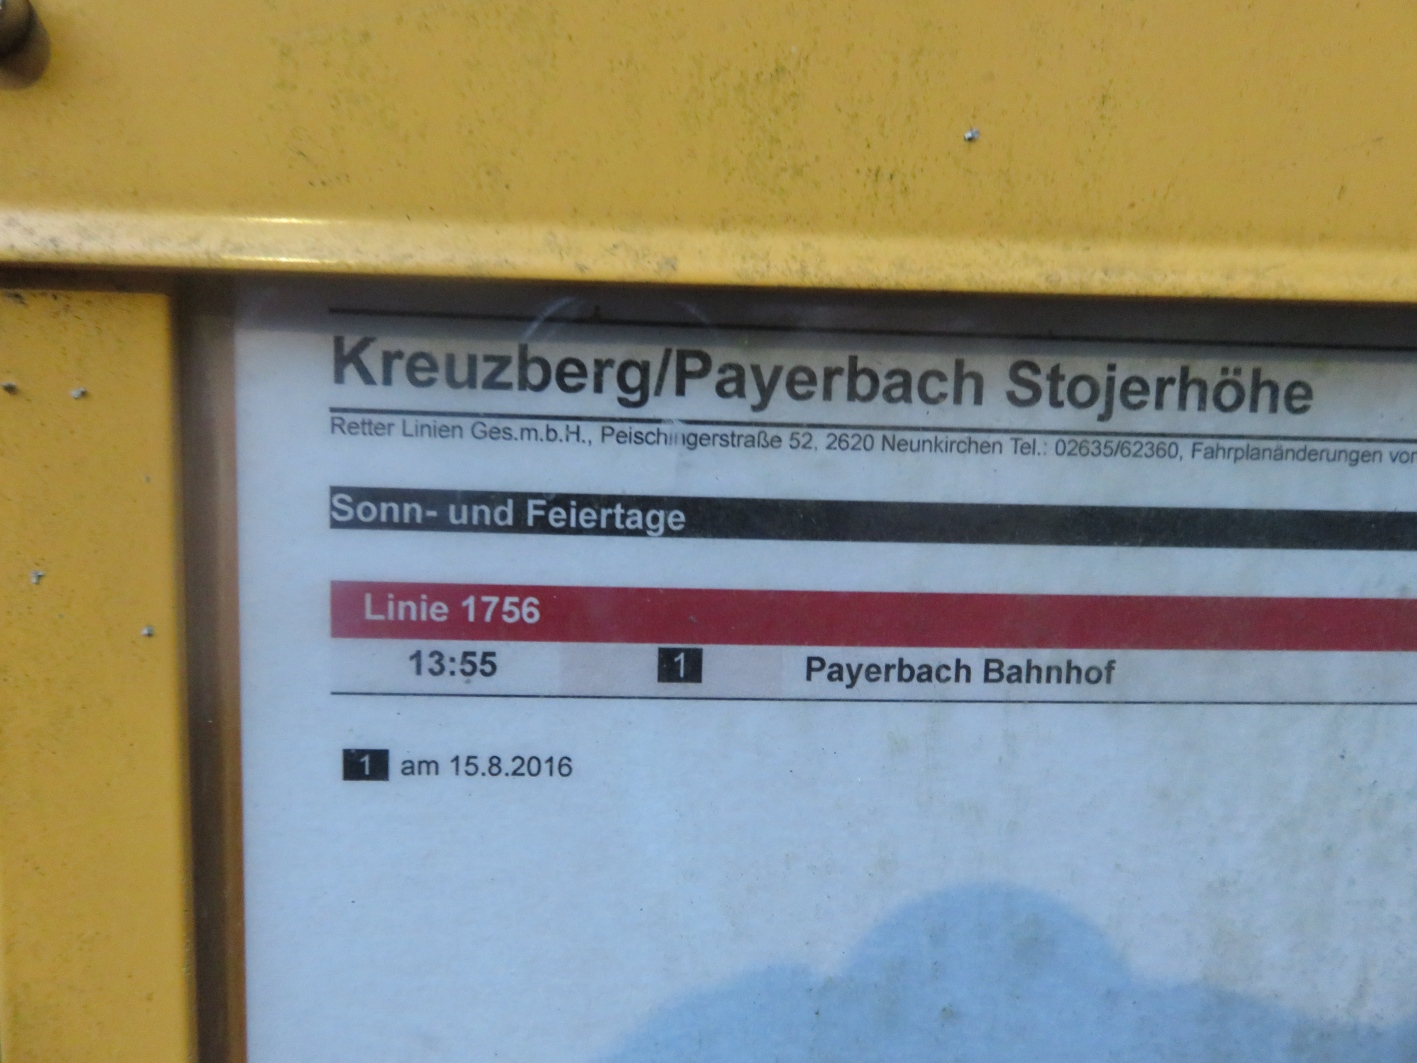 Kreuzberg/Payerbach Stojerhöhe
Retter Linien Ges.m.b.H., Peischingerstraße 52, 2620 Neunkirchen Tel.: 02635/62360, Fahrplanänderungen vor
Sonn- und Feiertage
Linie 1756
13:55 1 Payerbach Bahnhof
1 am 15.8.2016